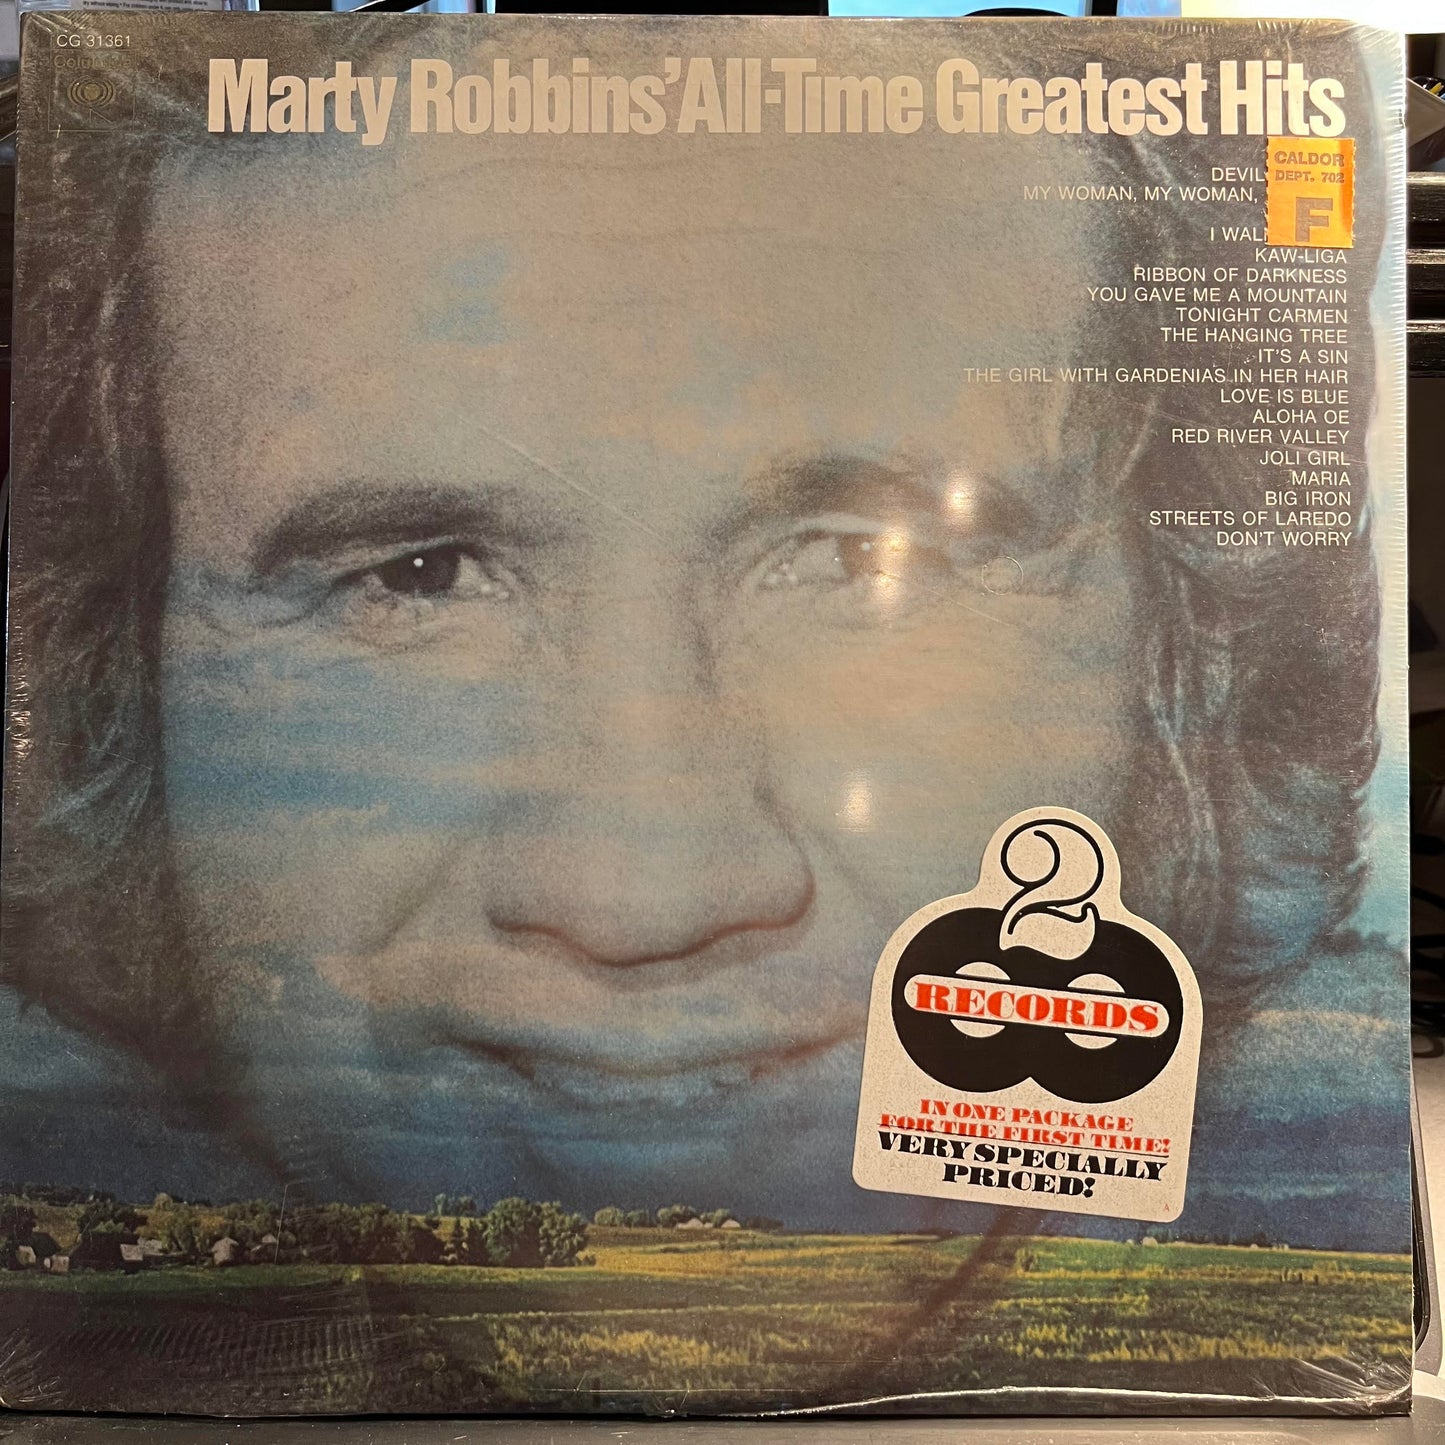 CG 31361
Columbia
Marty Robbins' All-Time Greatest Hits
CALDOR
DEPT. 702
F
DEVIL
MY WOMAN, MY WOMAN,
I WAL
KAW-LIGA
RIBBON OF DARKNESS
YOU GAVE ME A MOUNTAIN
TONIGHT CARMEN
THE HANGING TREE
IT'S A SIN
THE GIRL WITH GARDENIAS IN HER HAIR
LOVE IS BLUE
ALOHA OE
RED RIVER VALLEY
JOLI GIRL
MARIA
BIG IRON
STREETS OF LAREDO
DON'T WORRY
2
RECORDS
IN ONE PACKAGE
FOR THE FIRST TIME!
VERY SPECIALLY
PRICED!
A